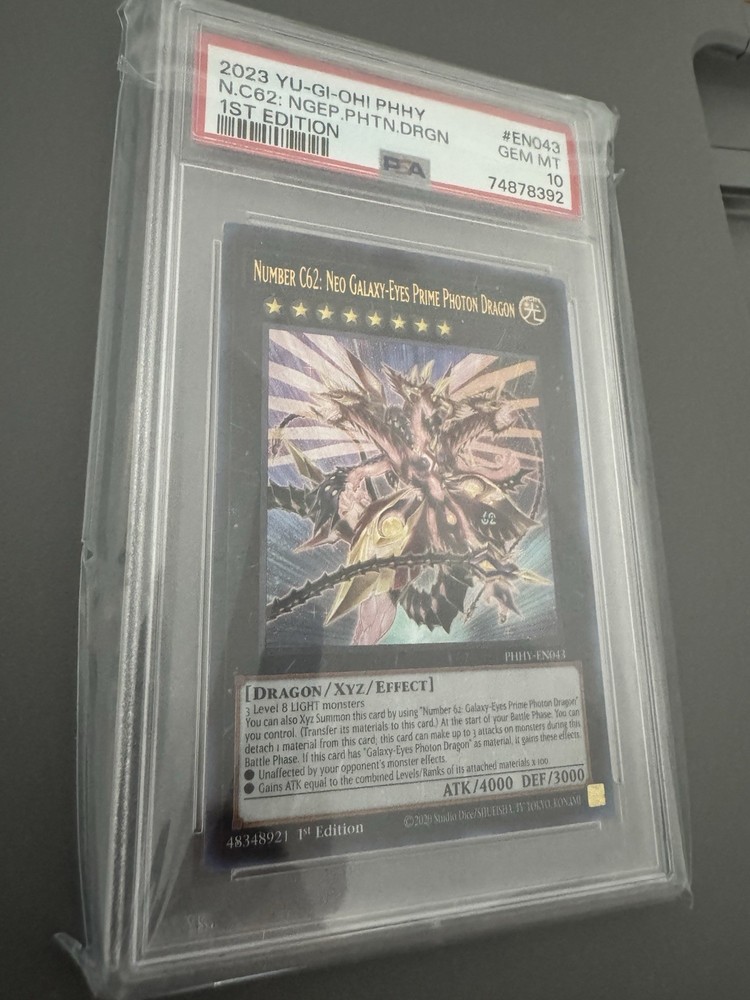 2023 YU-GI-OH! PHHY
N.C62: NGEP.PHTN.DRGN
1ST EDITION
#EN043
GEM MT
10
74878392
PSA
NUMBER C62: NEO GALAXY-EYES PRIME PHOTON DRAGON
光
62
PHHY-EN043
[DRAGON/XYZ/EFFECT]
3 Level 8 LIGHT monsters
You can also Xyz Summon this card by using "Number 62: Galaxy-Eyes Prime Photon Dragon"
you control. (Transfer its materials to this card.) At the start of your Battle Phase: You can
detach 1 material from this card; this card can make up to 3 attacks on monsters during this
Battle Phase. If this card has "Galaxy-Eyes Photon Dragon" as material, it gains these effects.
● Unaffected by your opponent's monster effects.
● Gains ATK equal to the combined Levels/Ranks of its attached materials x 100.
ATK/4000 DEF/3000
48348921 1st Edition
©2020 Studio Dice/SHUEISHA, TV TOKYO, KONAMI